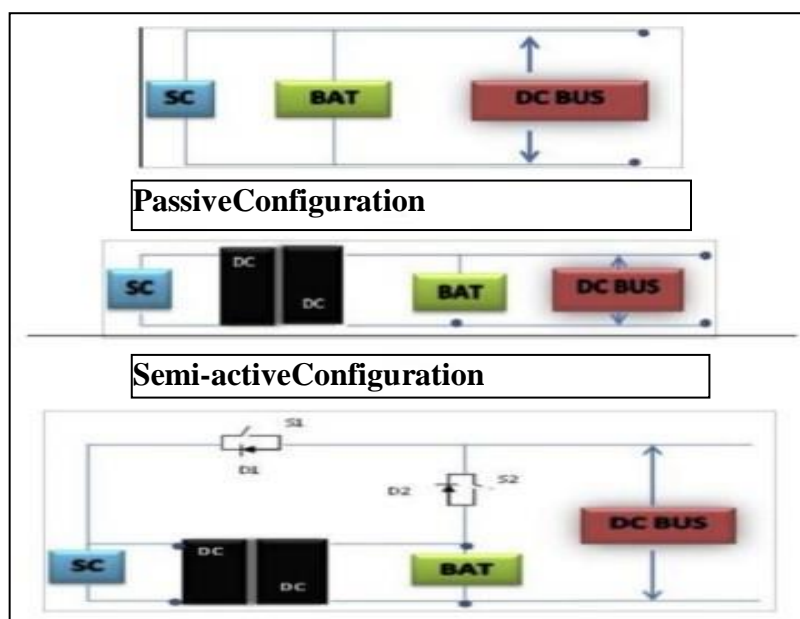 SC BAT DC BUS
PassiveConfiguration
DC
SC BAT DC BUS
DC
Semi-activeConfiguration
S1
D1
D2 S2
DC BUS
DC
SC BAT
DC